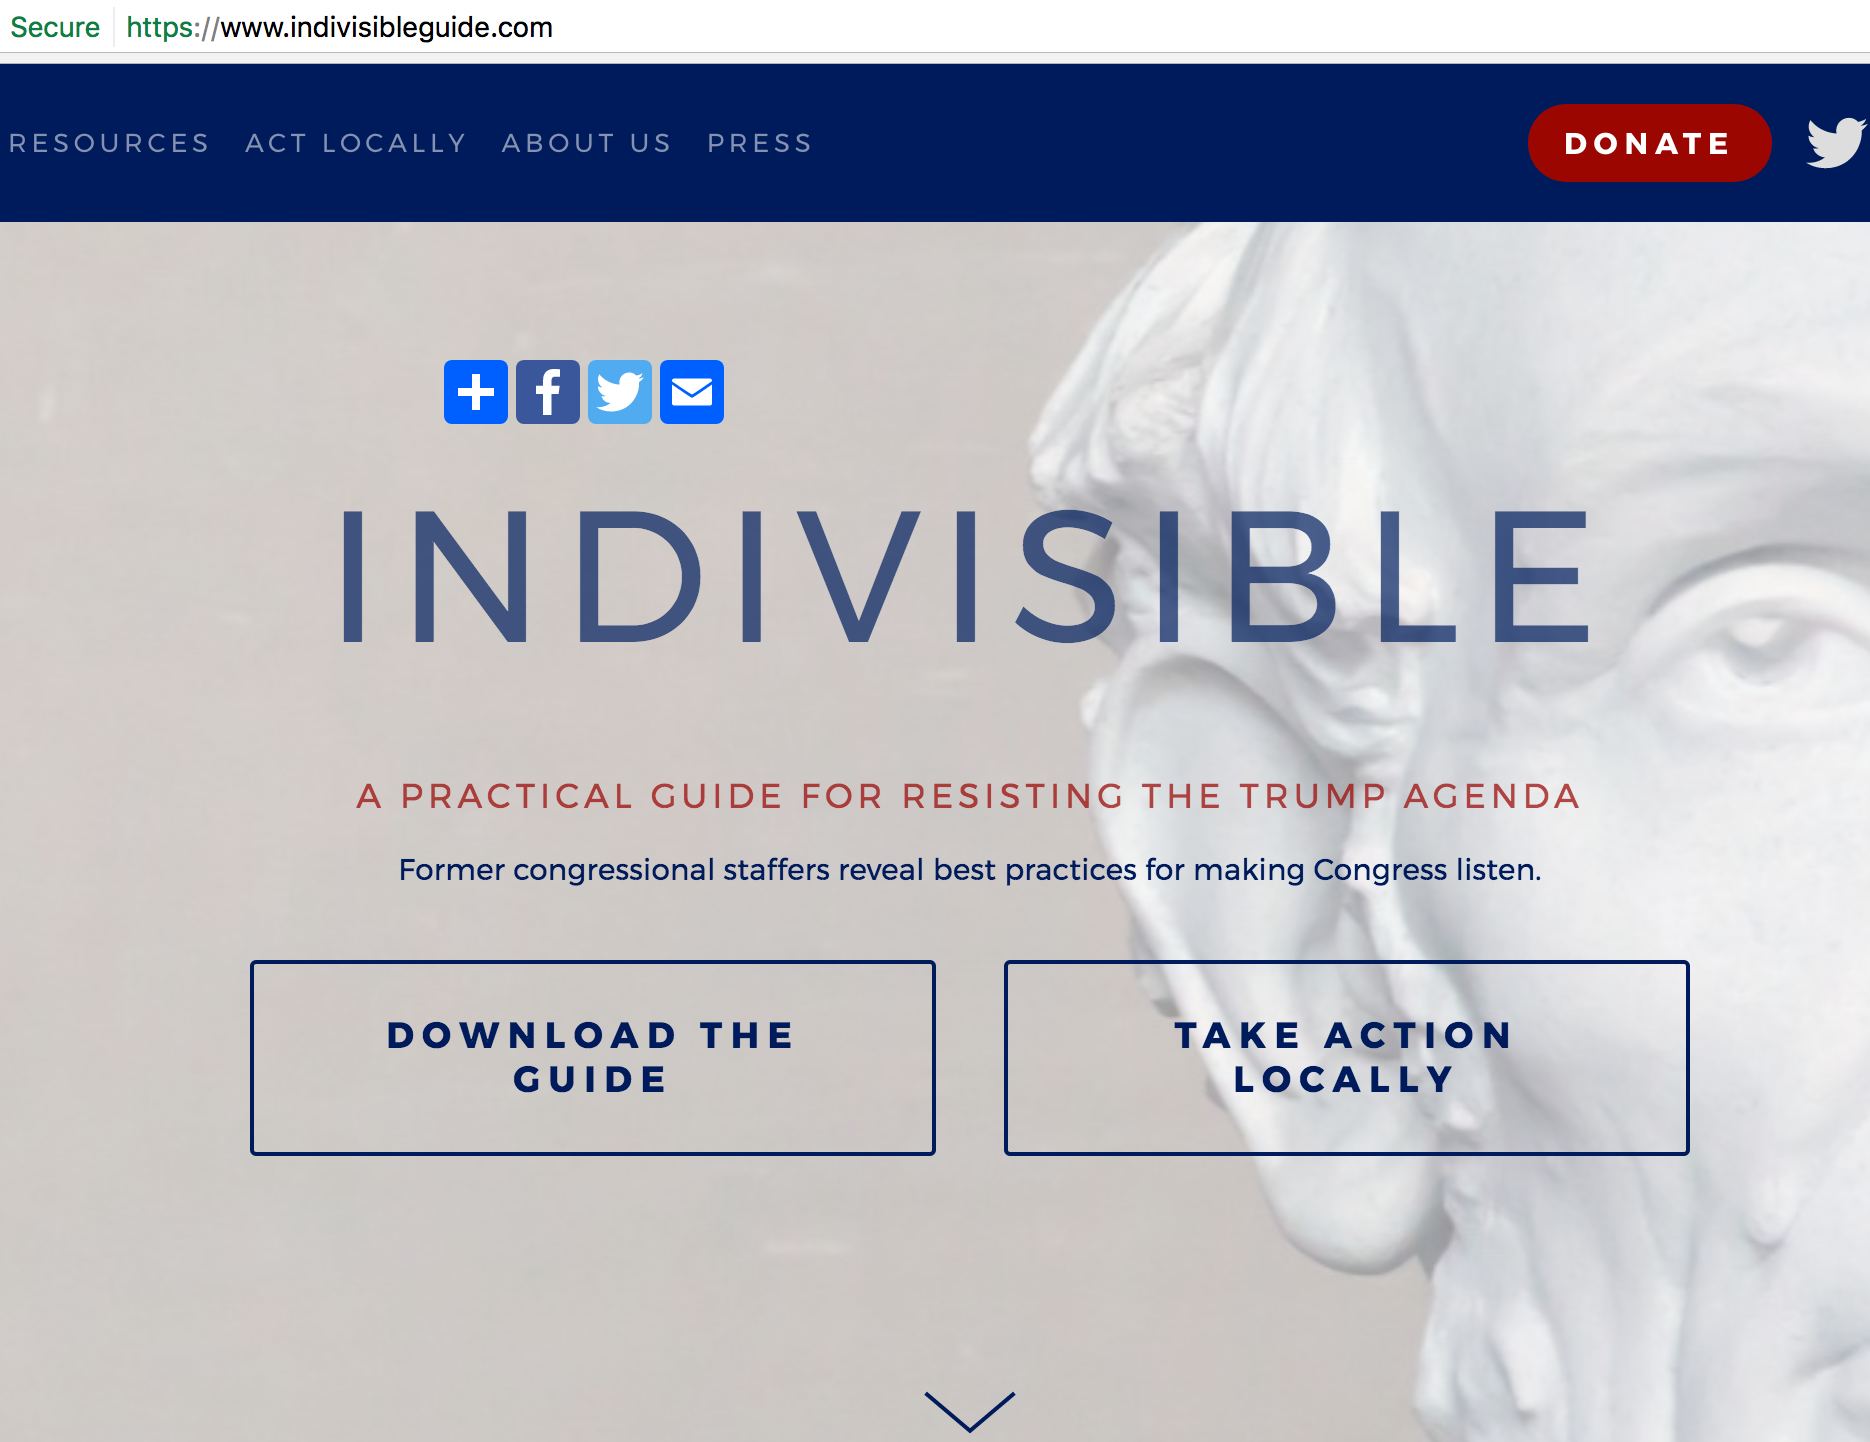 Secure https://www.indivisibleguide.com
RESOURCES ACT LOCALLY ABOUT US PRESS DONATE
INDIVISIBLE
A PRACTICAL GUIDE FOR RESISTING THE TRUMP AGENDA
Former congressional staffers reveal best practices for making Congress listen.
DOWNLOAD THE
GUIDE
TAKE ACTION
LOCALLY